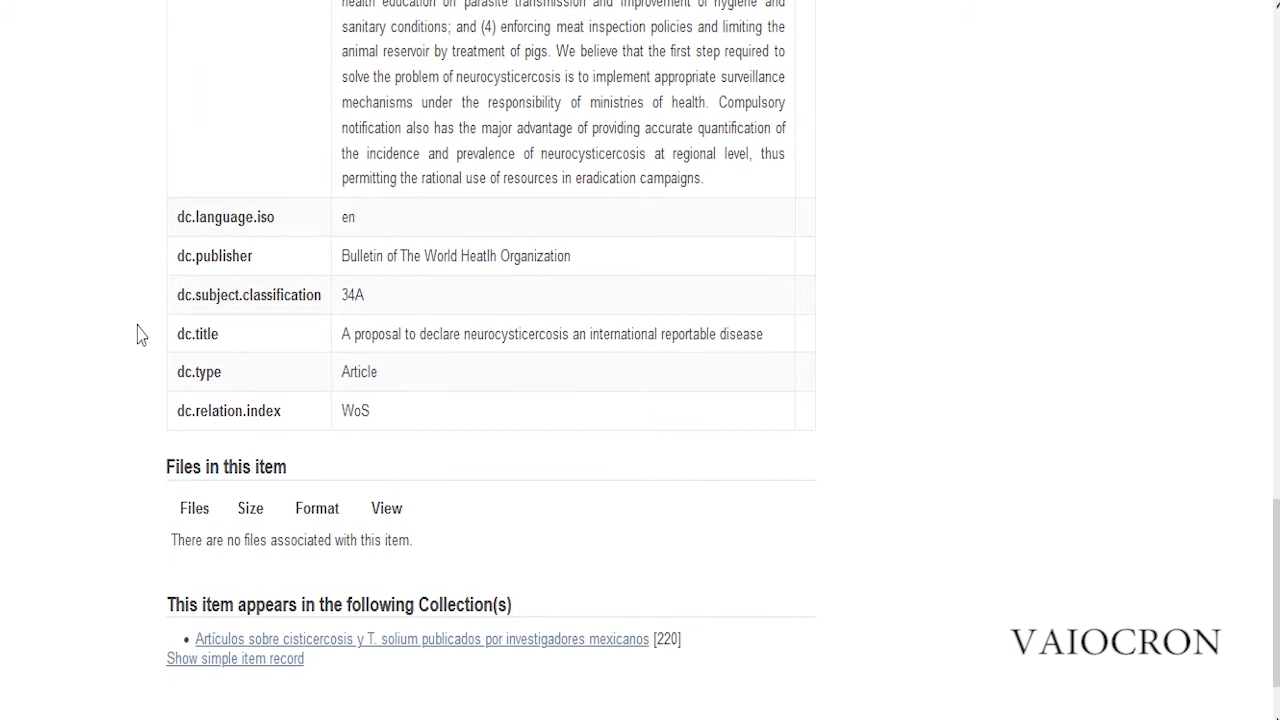 health education on parasite transmission and improvement of hygiene and
sanitary conditions; and (4) enforcing meat inspection policies and limiting the
animal reservoir by treatment of pigs. We believe that the first step required to
solve the problem of neurocysticercosis is to implement appropriate surveillance
mechanisms under the responsibility of ministries of health. Compulsory
notification also has the major advantage of providing accurate quantification of
the incidence and prevalence of neurocysticercosis at regional level, thus
permitting the rational use of resources in eradication campaigns.
dc.language.iso en
dc.publisher Bulletin of The World Heatlh Organization
dc.subject.classification 34A
dc.title A proposal to declare neurocysticercosis an international reportable disease
dc.type Article
dc.relation.index WoS
Files in this item
Files Size Format View
There are no files associated with this item.
This item appears in the following Collection(s)
• Artículos sobre cisticercosis y T. solium publicados por investigadores mexicanos [220]
Show simple item record
VAIOCRON